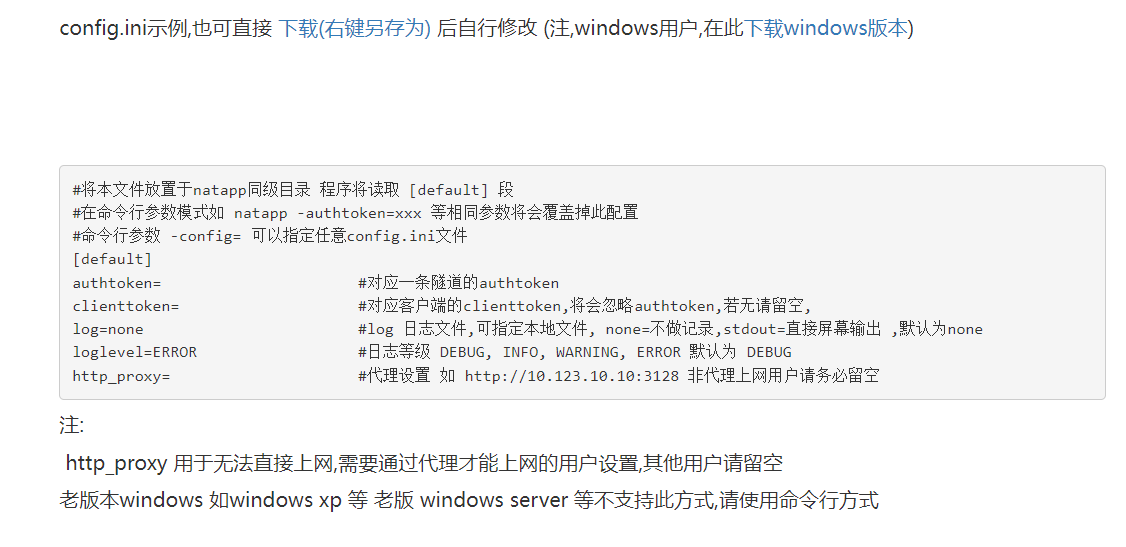 config.ini示例,也可直接 下载(右键另存为) 后自行修改 (注,windows用户,在此下载windows版本)
#将本文件放置于natapp同级目录 程序将读取 [default] 段
#在命令行参数模式如 natapp -authtoken=xxx 等相同参数将会覆盖掉此配置
#命令行参数 -config= 可以指定任意config.ini文件
[default]
authtoken=                      #对应一条隧道的authtoken
clienttoken=                    #对应客户端的clienttoken,将会忽略authtoken,若无请留空,
log=none                        #log 日志文件,可指定本地文件, none=不做记录,stdout=直接屏幕输出 ,默认为none
loglevel=ERROR                  #日志等级 DEBUG, INFO, WARNING, ERROR 默认为 DEBUG
http_proxy=                     #代理设置 如 http://10.123.10.10:3128 非代理上网用户请务必留空
注:
http_proxy 用于无法直接上网,需要通过代理才能上网的用户设置,其他用户请留空
老版本windows 如windows xp 等 老版 windows server 等不支持此方式,请使用命令行方式